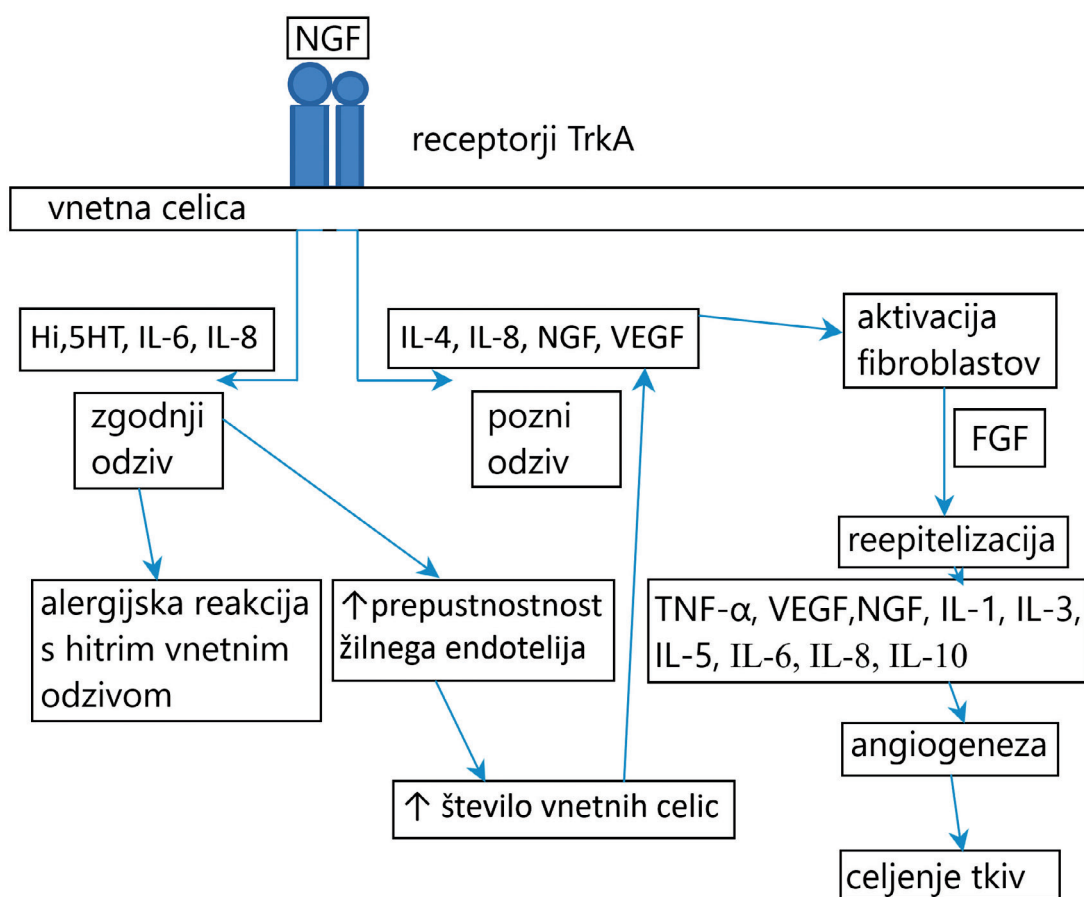 NGF
receptorji TrkA
vnetna celica
Hi,5HT, IL-6, IL-8
IL-4, IL-8, NGF, VEGF
aktivacija
fibroblastov
zgodnji
odziv
pozni
odziv
FGF
reepitelizacija
alergijska reakcija
s hitrim vnetnim
odzivom
↑prepustnostnost
žilnega endotelija
TNF-α, VEGF,NGF, IL-1, IL-3,
IL-5, IL-6, IL-8, IL-10
angiogeneza
↑ število vnetnih celic
celjenje tkiv